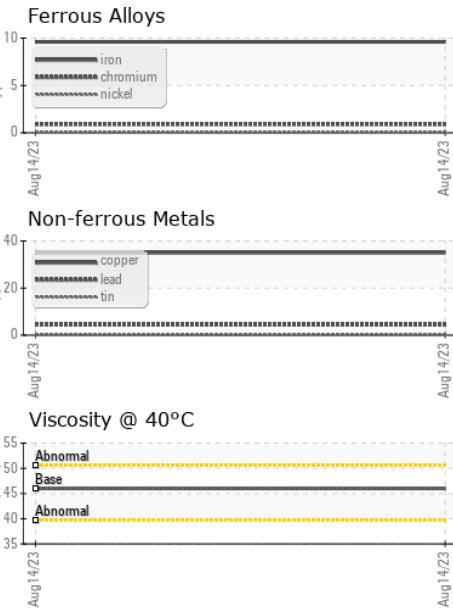 Ferrous Alloys
10
5
0
iron
chromium
nickel
Aug14/23
Aug14/23
Non-ferrous Metals
40
20
0
copper
lead
tin
Aug14/23
Aug14/23
Viscosity @ 40°C
55
50
45
40
35
Abnormal
Base
Abnormal
Aug14/23
Aug14/23